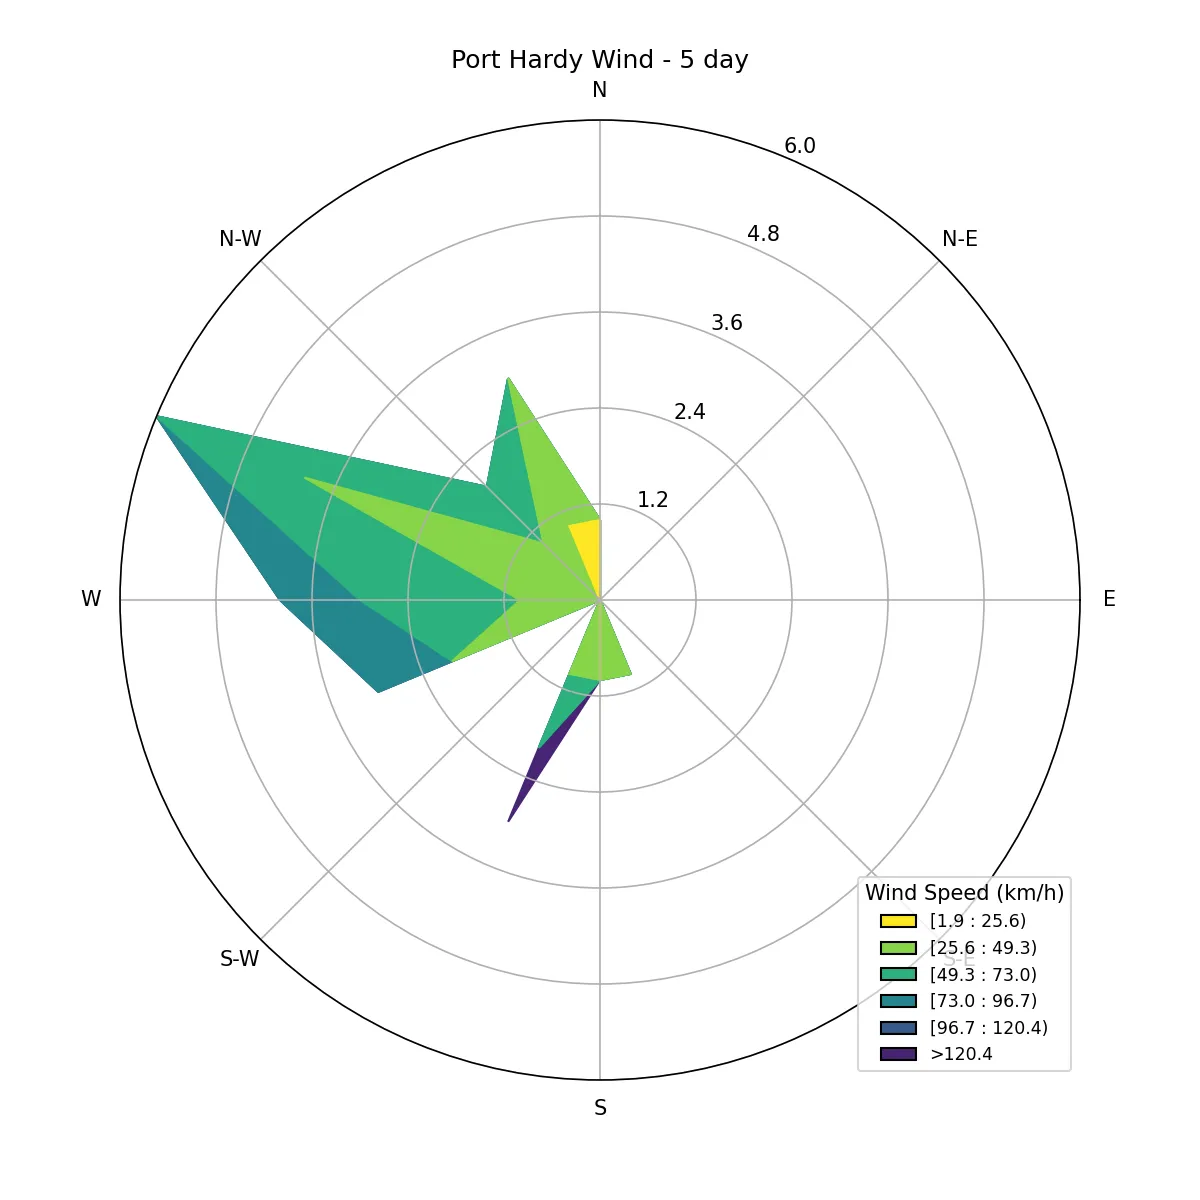 Port Hardy Wind - 5 day
N
6.0
N-W
4.8
N-E
3.6
2.4
1.2
W
E
Wind Speed (km/h)
[1.9 : 25.6)
[25.6 : 49.3)
[49.3 : 73.0)
[73.0 : 96.7)
[96.7 : 120.4)
>120.4
S-W
S-E
S